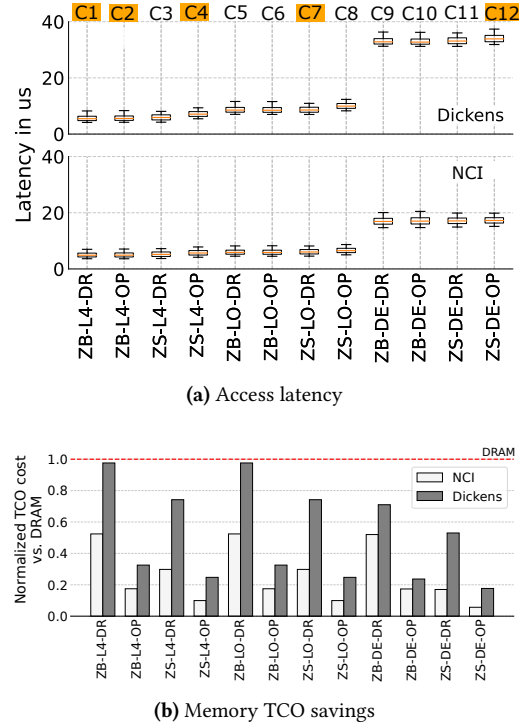 C1 C2 C3 C4 C5 C6 C7 C8 C9 C10 C11 C12
Latency in us
40
20
0
Dickens
40
20
0
NCI
ZB-L4-DR
ZB-L4-OP
ZS-L4-DR
ZS-L4-OP
ZB-LO-DR
ZB-LO-OP
ZS-LO-DR
ZS-LO-OP
ZB-DE-DR
ZB-DE-OP
ZS-DE-DR
ZS-DE-OP
(a) Access latency
Normalized TCO cost
vs. DRAM
1.0
0.8
0.6
0.4
0.2
0.0
DRAM
NCI
Dickens
ZB-L4-DR
ZB-L4-OP
ZS-L4-DR
ZS-L4-OP
ZB-LO-DR
ZB-LO-OP
ZS-LO-DR
ZS-LO-OP
ZB-DE-DR
ZB-DE-OP
ZS-DE-DR
ZS-DE-OP
(b) Memory TCO savings